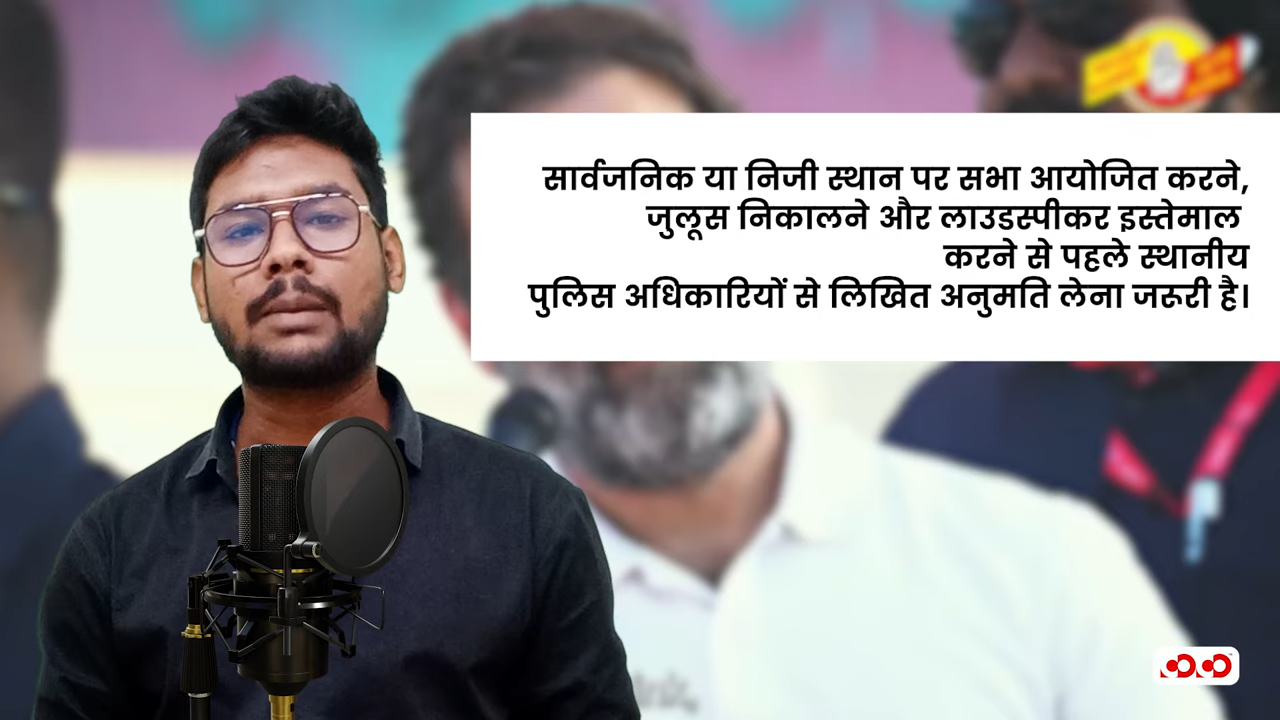 सार्वजनिक या निजी स्थान पर सभा आयोजित करने,
जुलूस निकालने और लाउडस्पीकर इस्तेमाल
करने से पहले स्थानीय
पुलिस अधिकारियों से लिखित अनुमति लेना जरूरी है।